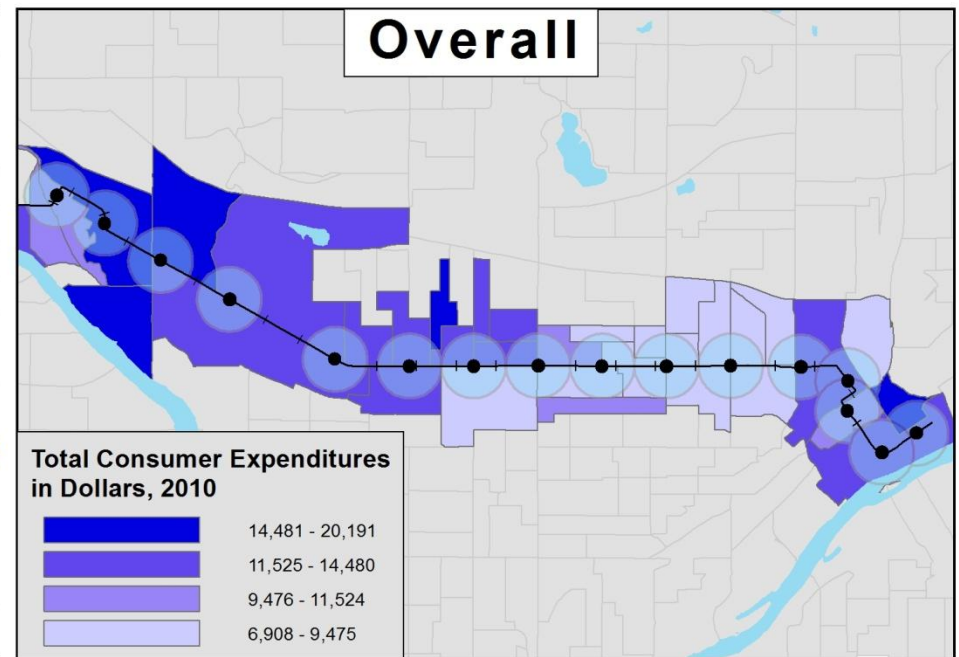 Overall
Total Consumer Expenditures
in Dollars, 2010
14,481 - 20,191
11,525 - 14,480
9,476 - 11,524
6,908 - 9,475